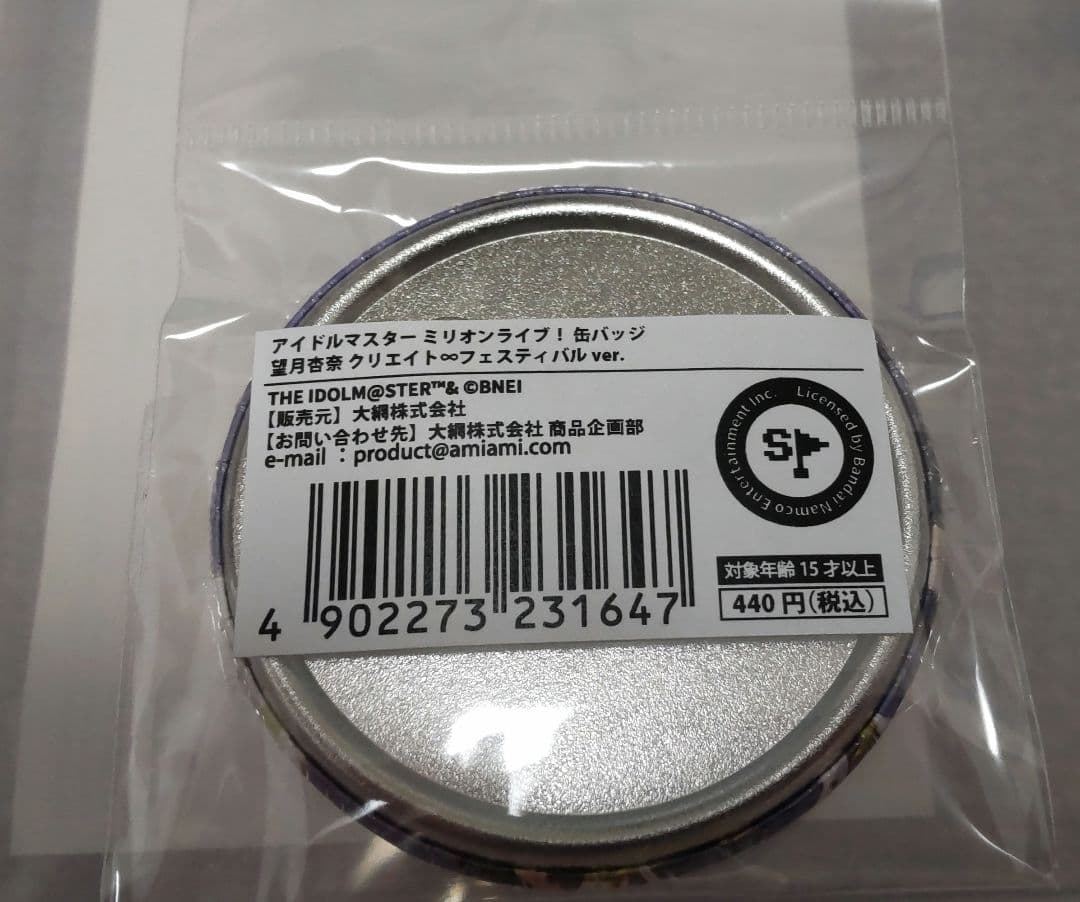 アイドルマスター ミリオンライブ！ 缶バッジ
望月杏奈 クリエイト∞フェスティバル ver.
THE IDOLM@STER™& ©BNEI
【販売元】大網株式会社
【お問い合わせ先】大網株式会社 商品企画部
e-mail ：product@amiami.com
Licensed by Bandai Namco Entertainment Inc.
S
対象年齢 15 才以上
440 円(税込)
4 902273 231647